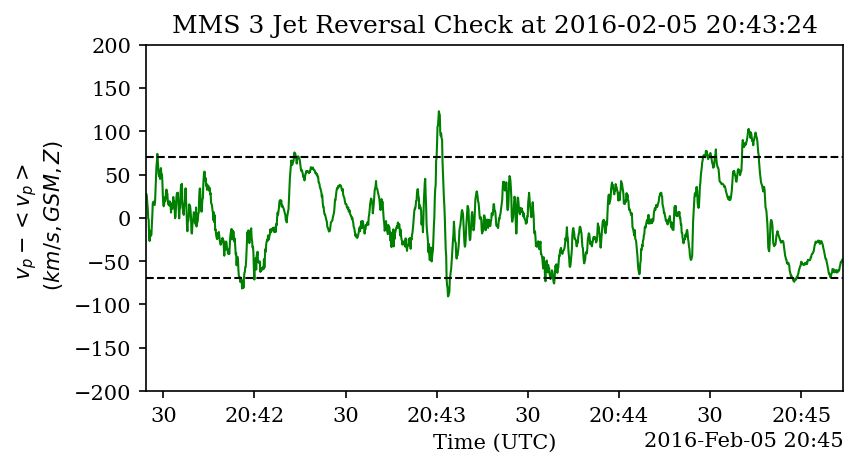 MMS 3 Jet Reversal Check at 2016-02-05 20:43:24
200
150
100
50
0
−50
−100
−150
−200
v_p − < v_p >
(km/s, GSM, Z)
30 20:42 30 20:43 30 20:44 30 20:45
Time (UTC)
2016-Feb-05 20:45